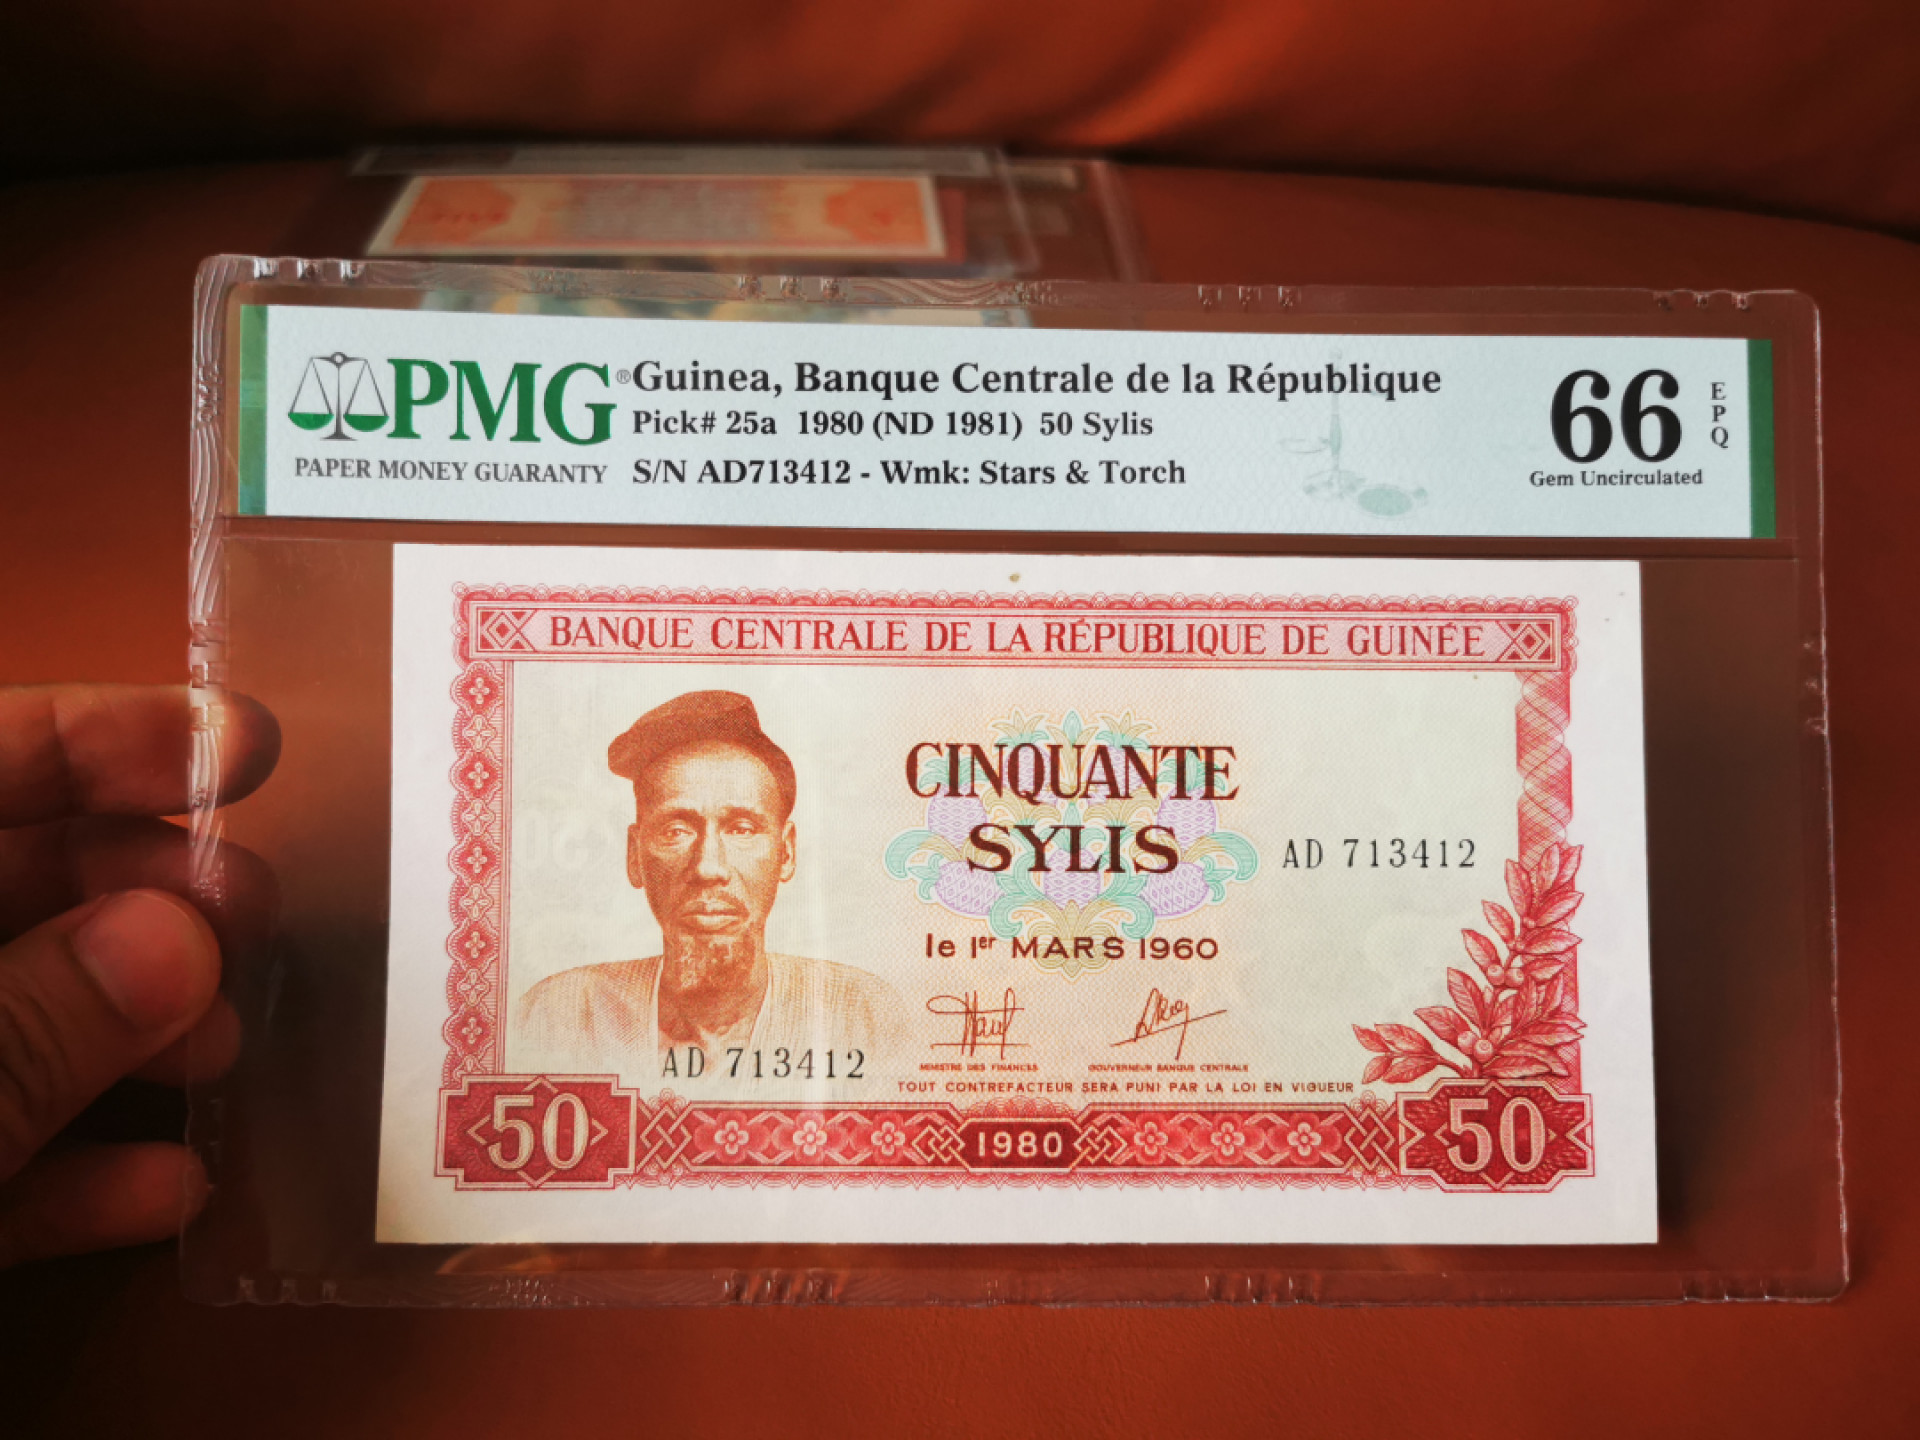 PMG®
PAPER MONEY GUARANTY
Guinea, Banque Centrale de la République
Pick# 25a 1980 (ND 1981) 50 Sylis
S/N AD713412 - Wmk: Stars & Torch
66
EPQ
Gem Uncirculated
BANQUE CENTRALE DE LA RÉPUBLIQUE DE GUINÉE
CINQUANTE
SYLIS
AD 713412
le 1er MARS 1960
AD 713412
MINISTRE DES FINANCES
GOUVERNEUR BANQUE CENTRALE
TOUT CONTREFACTEUR SERA PUNI PAR LA LOI EN VIGUEUR
50
1980
50